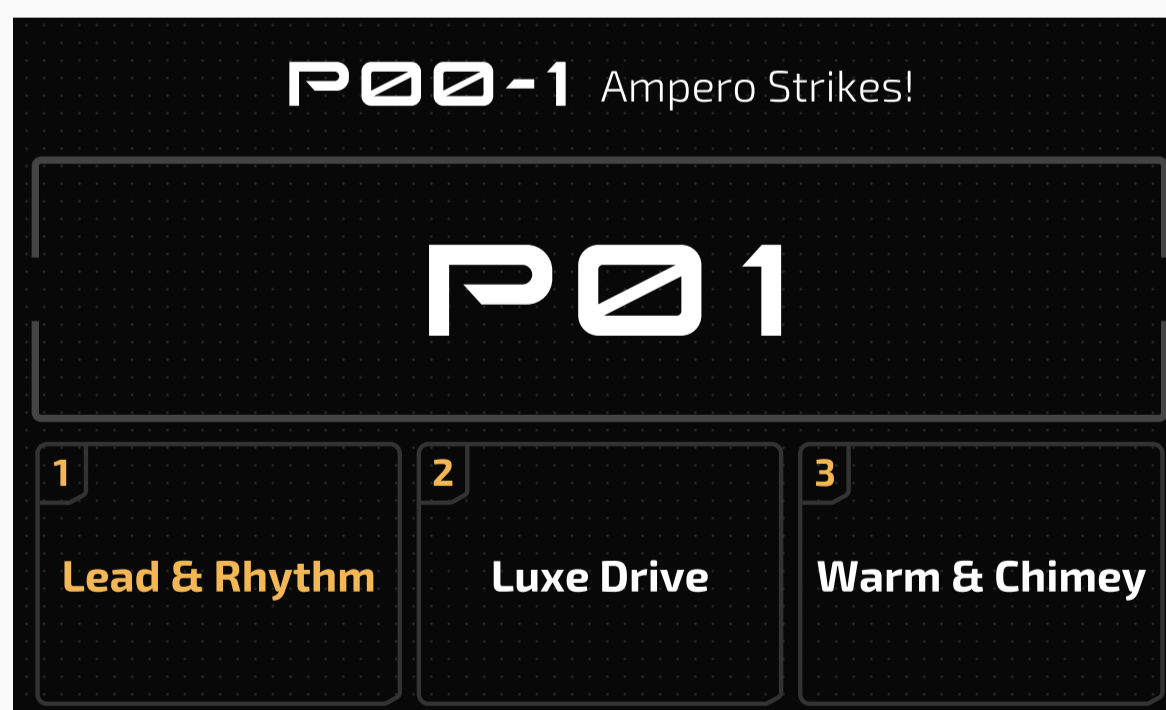 P00-1 Ampero Strikes!
P01
1
2
3
Lead & Rhythm
Luxe Drive
Warm & Chimey